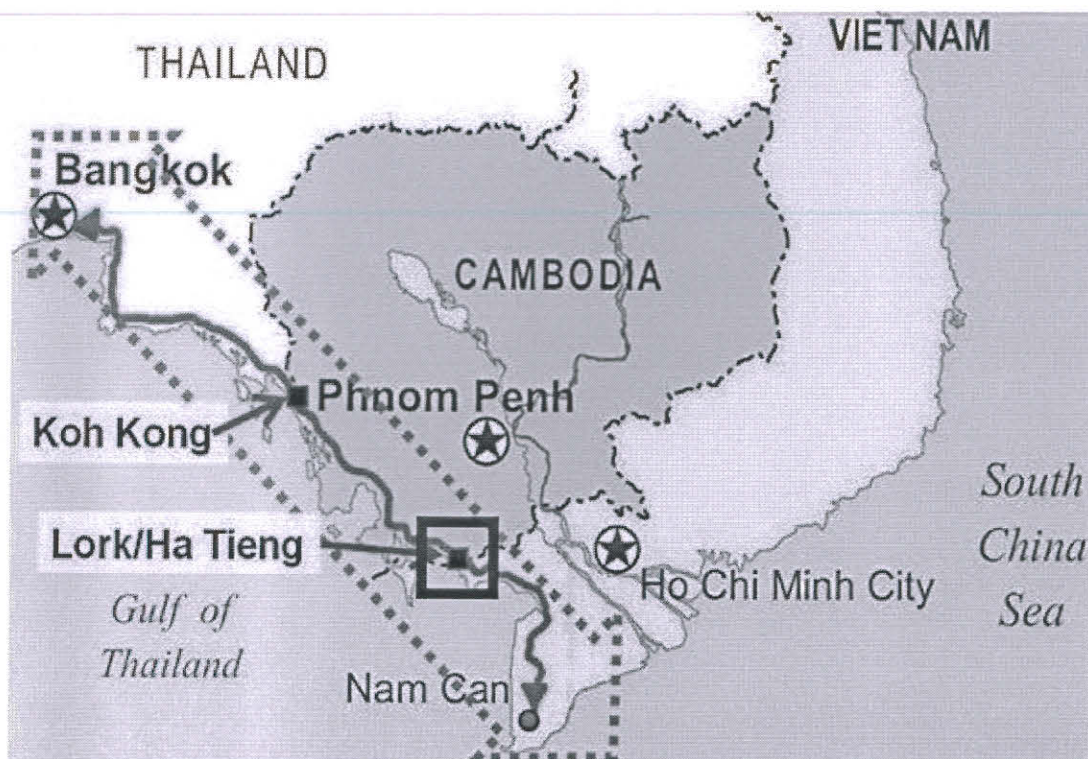 VIET NAM
THAILAND
Bangkok
CAMBODIA
Phnom Penh
Koh Kong
South
China
Sea
Lork/Ha Tieng
Ho Chi Minh City
Gulf of
Thailand
Nam Can